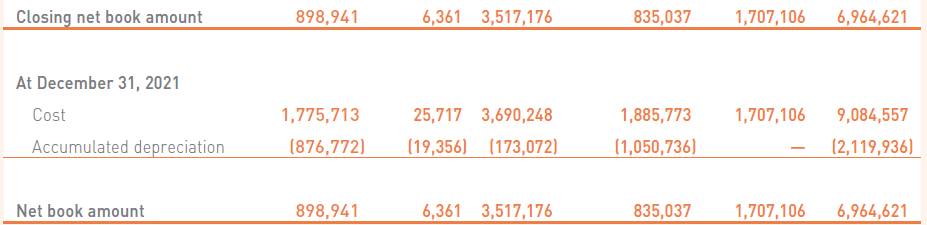 Closing net book amount 898,941 6,361 3,517,176 835,037 1,707,106 6,964,621
At December 31, 2021
Cost 1,775,713 25,717 3,690,248 1,885,773 1,707,106 9,084,557
Accumulated depreciation (876,772) (19,356) (173,072) (1,050,736) — (2,119,936)
Net book amount 898,941 6,361 3,517,176 835,037 1,707,106 6,964,621